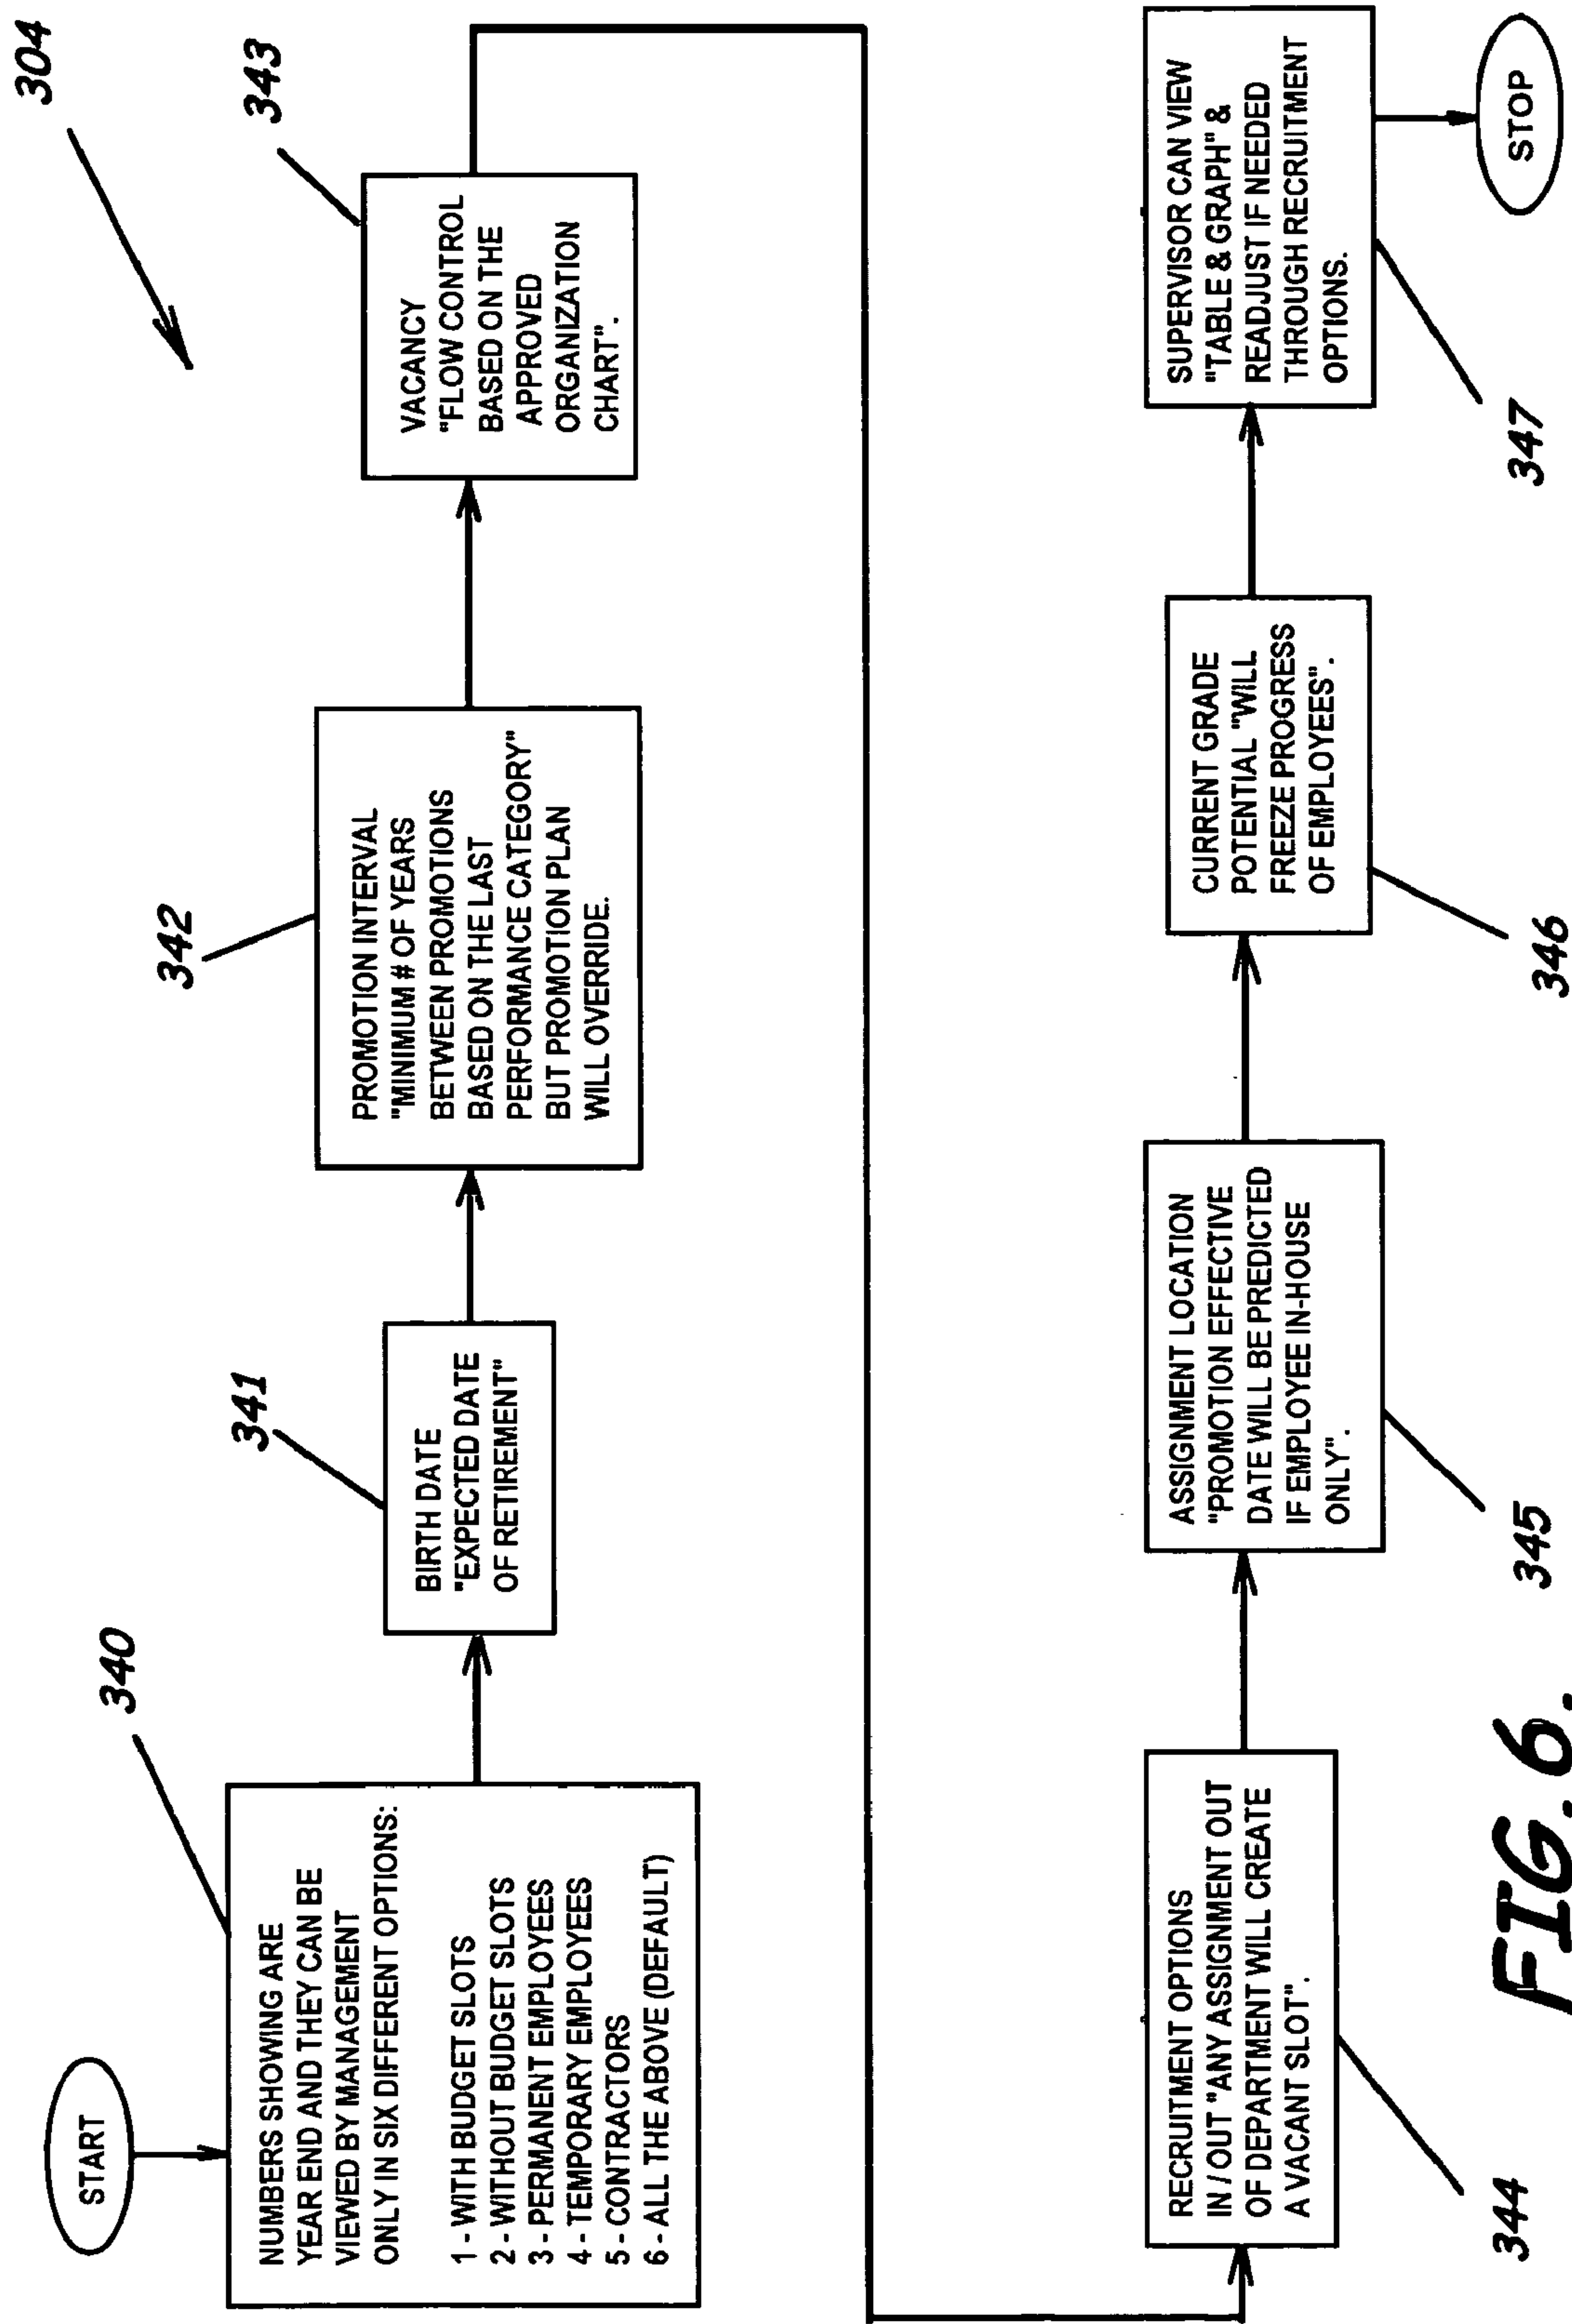 304
START
340
NUMBERS SHOWING ARE
YEAR END AND THEY CAN BE
VIEWED BY MANAGEMENT
ONLY IN SIX DIFFERENT OPTIONS:
1 - WITH BUDGET SLOTS
2 - WITHOUT BUDGET SLOTS
3 - PERMANENT EMPLOYEES
4 - TEMPORARY EMPLOYEES
5 - CONTRACTORS
6 - ALL THE ABOVE (DEFAULT)
341
BIRTH DATE
"EXPECTED DATE
OF RETIREMENT"
342
PROMOTION INTERVAL
"MINIMUM # OF YEARS
BETWEEN PROMOTIONS
BASED ON THE LAST
PERFORMANCE CATEGORY"
BUT PROMOTION PLAN
WILL OVERRIDE.
343
VACANCY
"FLOW CONTROL
BASED ON THE
APPROVED
ORGANIZATION
CHART".
RECRUITMENT OPTIONS
IN / OUT "ANY ASSIGNMENT OUT
OF DEPARTMENT WILL CREATE
A VACANT SLOT".
344
ASSIGNMENT LOCATION
"PROMOTION EFFECTIVE
DATE WILL BE PREDICTED
IF EMPLOYEE IN-HOUSE
ONLY".
345
CURRENT GRADE
POTENTIAL "WILL
FREEZE PROGRESS
OF EMPLOYEES".
346
SUPERVISOR CAN VIEW
"TABLE & GRAPH" &
READJUST IF NEEDED
THROUGH RECRUITMENT
OPTIONS.
347
STOP
FIG. 6.